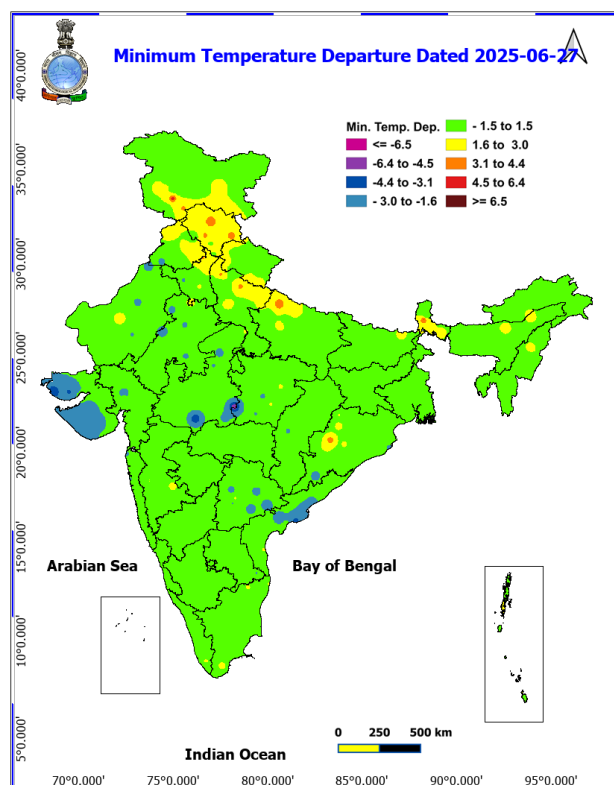 Minimum Temperature Departure Dated 2025-06-27
Min. Temp. Dep.
<= -6.5
-6.4 to -4.5
-4.4 to -3.1
- 3.0 to -1.6
- 1.5 to 1.5
1.6 to 3.0
3.1 to 4.4
4.5 to 6.4
>= 6.5
40°0.000'
35°0.000'
30°0.000'
25°0.000'
20°0.000'
15°0.000'
10°0.000'
5°0.000'
Arabian Sea
Bay of Bengal
Indian Ocean
0 250 500 km
70°0.000' 75°0.000' 80°0.000' 85°0.000' 90°0.000' 95°0.000'